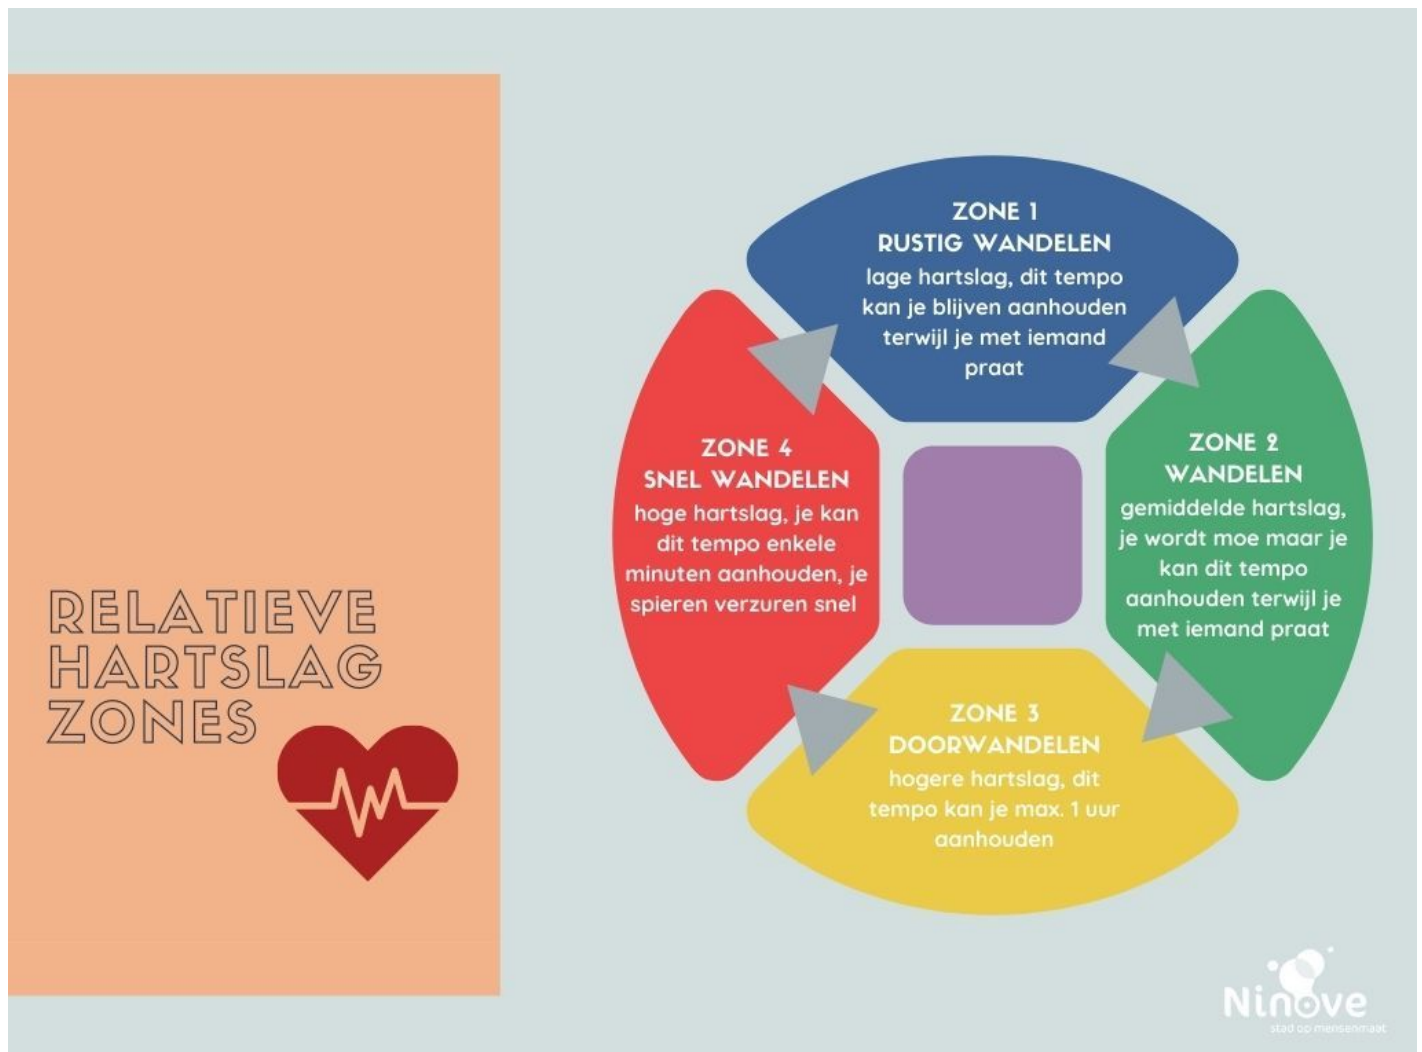 RELATIEVE
HARTSLAG
ZONES
ZONE 1
RUSTIG WANDELEN
lage hartslag, dit tempo
kan je blijven aanhouden
terwijl je met iemand
praat
ZONE 2
WANDELEN
gemiddelde hartslag,
je wordt moe maar je
kan dit tempo
aanhouden terwijl je
met iemand praat
ZONE 3
DOORWANDELEN
hogere hartslag, dit
tempo kan je max. 1 uur
aanhouden
ZONE 4
SNEL WANDELEN
hoge hartslag, je kan
dit tempo enkele
minuten aanhouden, je
spieren verzuren snel
Ninove
stad op mensenmaat